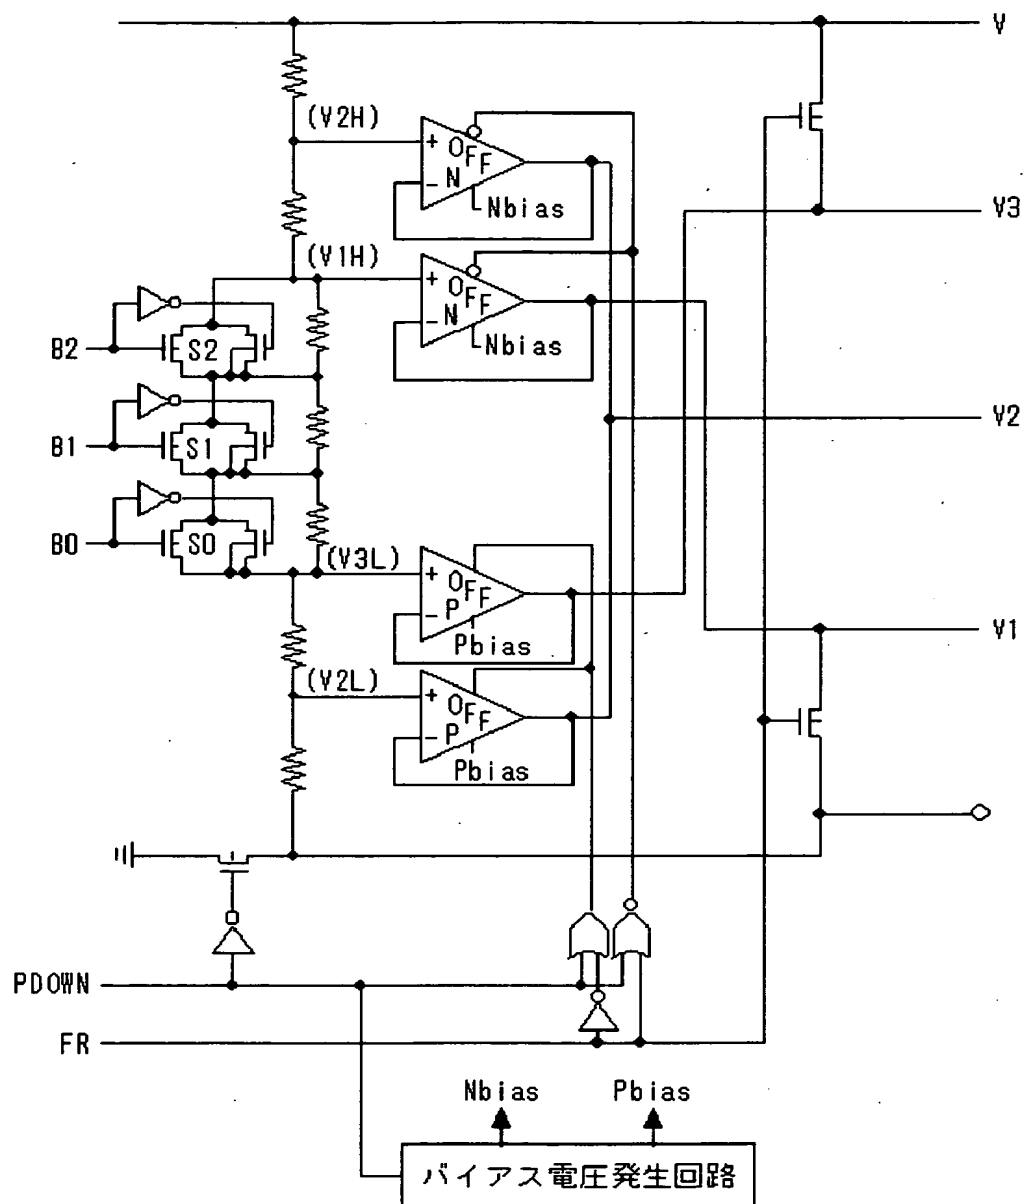 V
(V2H)
+ OFF
- N
Nbias
V3
(V1H)
+ OFF
- N
Nbias
B2
S2
V2
B1
S1
B0
S0
(V3L)
+ OFF
- P
Pbias
V1
(V2L)
+ OFF
- P
Pbias
PDOWN
FR
Nbias
Pbias
バイアス電圧発生回路